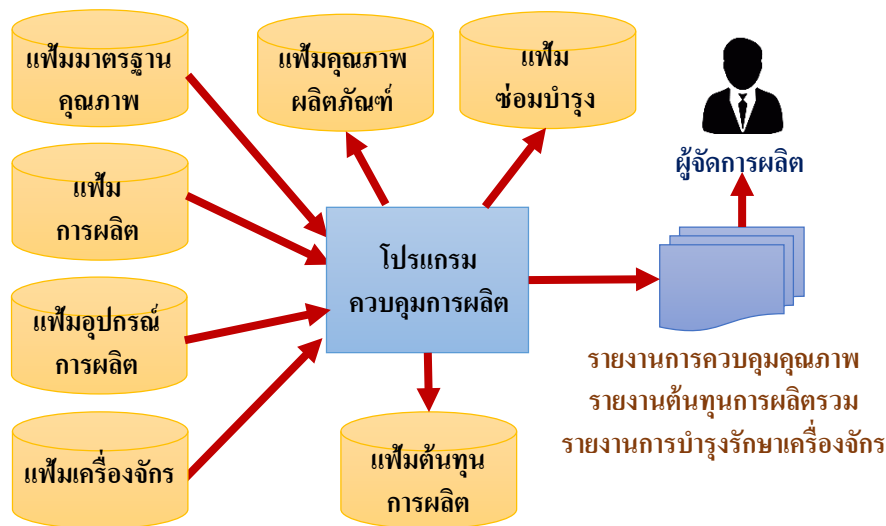 แฟ้มมาตรฐาน
คุณภาพ
แฟ้มคุณภาพ
ผลิตภัณฑ์
แฟ้ม
ซ่อมบำรุง
ผู้จัดการผลิต
แฟ้ม
การผลิต
โปรแกรม
ควบคุมการผลิต
แฟ้มอุปกรณ์
การผลิต
รายงานการควบคุมคุณภาพ
รายงานต้นทุนการผลิตรวม
รายงานการบำรุงรักษาเครื่องจักร
แฟ้มเครื่องจักร
แฟ้มต้นทุน
การผลิต